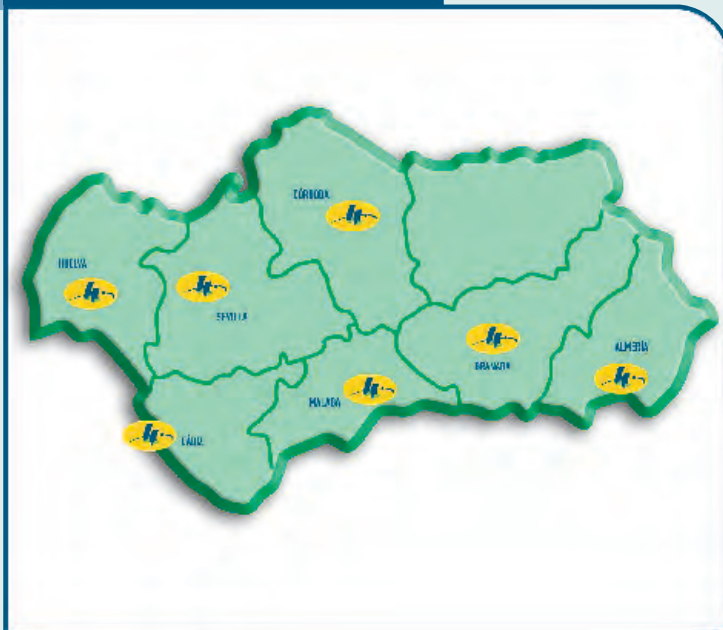 CÓRDOBA
HUELVA
SEVILLA
ALMERÍA
GRANADA
MÁLAGA
CÁDIZ